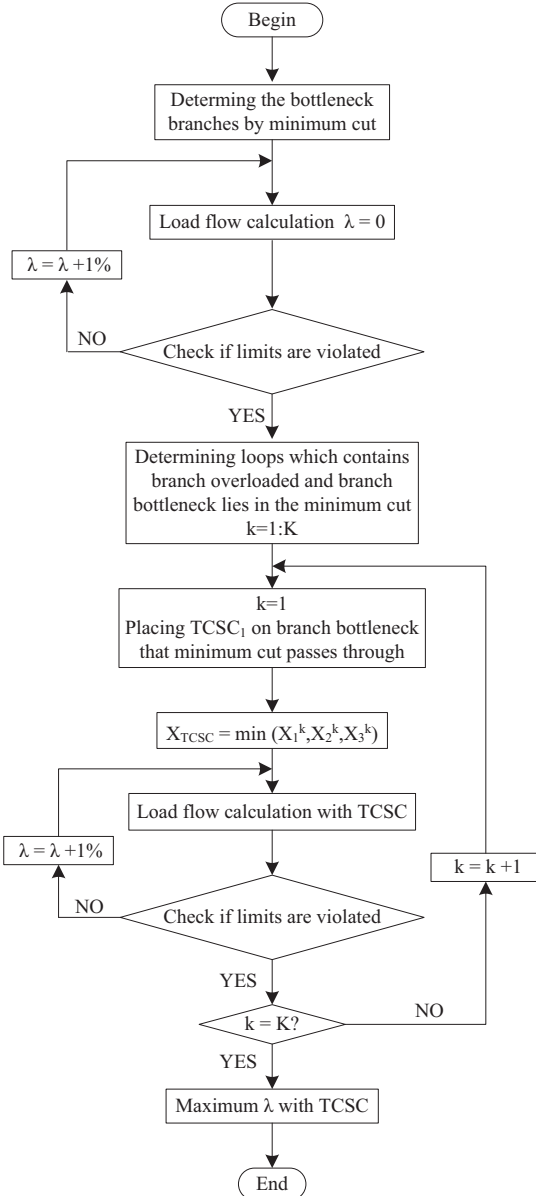 Begin
Determing the bottleneck
branches by minimum cut
Load flow calculation λ = 0
λ = λ +1%
NO
Check if limits are violated
YES
Determining loops which contains
branch overloaded and branch
bottleneck lies in the minimum cut
k=1:K
k=1
Placing TCSC₁ on branch bottleneck
that minimum cut passes through
X_TCSC = min (X₁ᵏ,X₂ᵏ,X₃ᵏ)
Load flow calculation with TCSC
λ = λ +1%
k = k +1
NO
Check if limits are violated
YES
k = K?
NO
YES
Maximum λ with TCSC
End